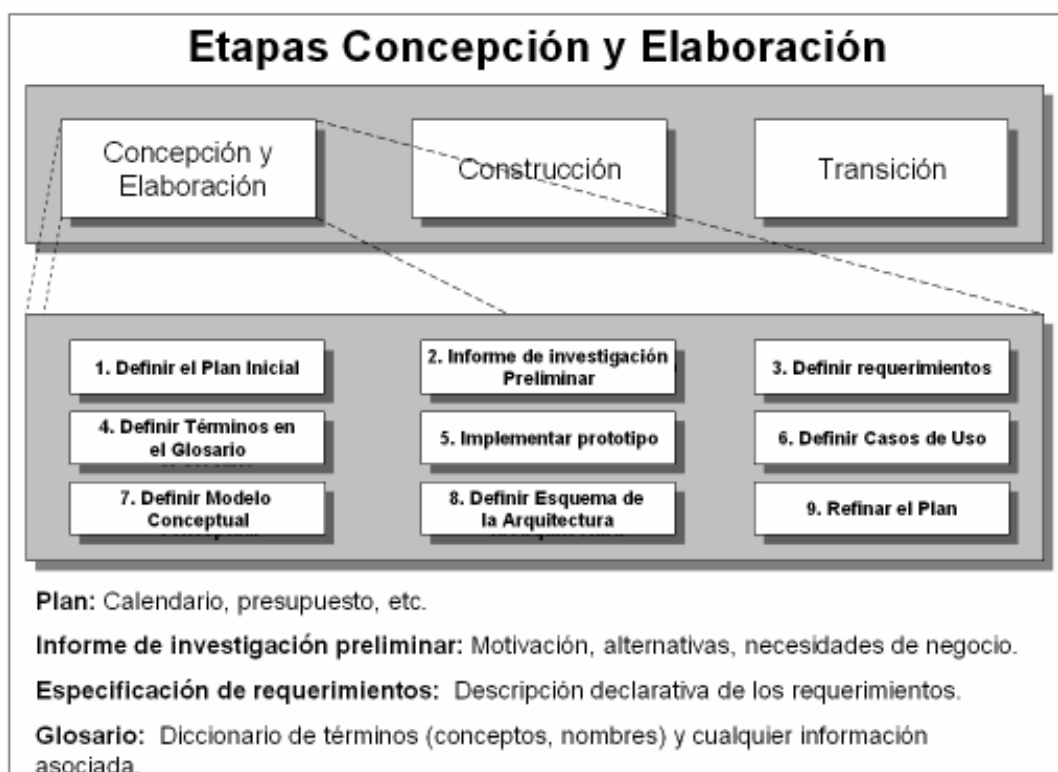 Etapas Concepción y Elaboración
Concepción y
Elaboración
Construcción
Transición
1. Definir el Plan Inicial
2. Informe de investigación
Preliminar
3. Definir requerimientos
4. Definir Términos en
el Glosario
5. Implementar prototipo
6. Definir Casos de Uso
7. Definir Modelo
Conceptual
8. Definir Esquema de
la Arquitectura
9. Refinar el Plan
Plan: Calendario, presupuesto, etc.
Informe de investigación preliminar: Motivación, alternativas, necesidades de negocio.
Especificación de requerimientos: Descripción declarativa de los requerimientos.
Glosario: Diccionario de términos (conceptos, nombres) y cualquier información
asociada.